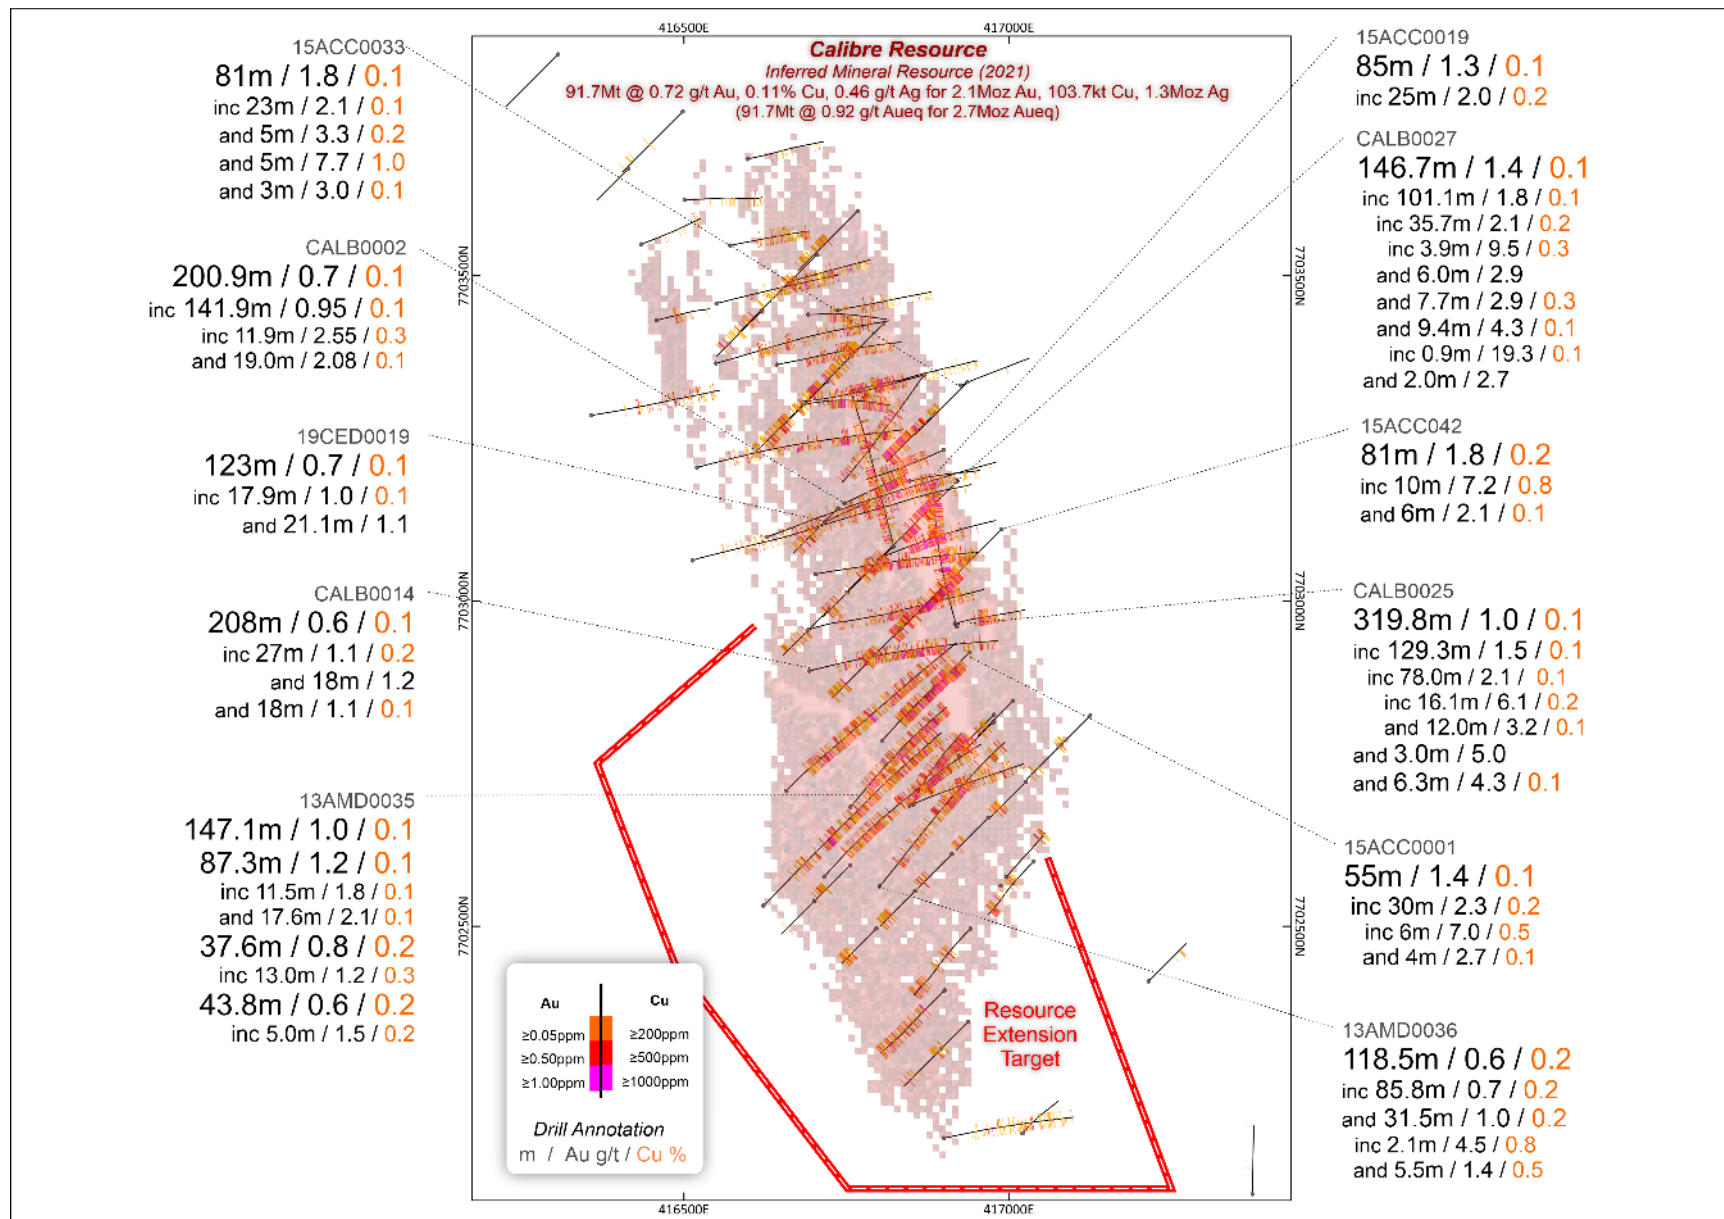 416500E
417000E
Calibre Resource
Inferred Mineral Resource (2021)
91.7Mt @ 0.72 g/t Au, 0.11% Cu, 0.46 g/t Ag for 2.1Moz Au, 103.7kt Cu, 1.3Moz Ag
(91.7Mt @ 0.92 g/t Aueq for 2.7Moz Aueq)
15ACC0033
81m / 1.8 / 0.1
inc 23m / 2.1 / 0.1
and 5m / 3.3 / 0.2
and 5m / 7.7 / 1.0
and 3m / 3.0 / 0.1
CALB0002
200.9m / 0.7 / 0.1
inc 141.9m / 0.95 / 0.1
inc 11.9m / 2.55 / 0.3
and 19.0m / 2.08 / 0.1
19CED0019
123m / 0.7 / 0.1
inc 17.9m / 1.0 / 0.1
and 21.1m / 1.1
CALB0014
208m / 0.6 / 0.1
inc 27m / 1.1 / 0.2
and 18m / 1.2
and 18m / 1.1 / 0.1
13AMD0035
147.1m / 1.0 / 0.1
87.3m / 1.2 / 0.1
inc 11.5m / 1.8 / 0.1
and 17.6m / 2.1/ 0.1
37.6m / 0.8 / 0.2
inc 13.0m / 1.2 / 0.3
43.8m / 0.6 / 0.2
inc 5.0m / 1.5 / 0.2
7703500N
7703000N
7702500N
Au
Cu
≥0.05ppm
≥200ppm
≥0.50ppm
≥500ppm
≥1.00ppm
≥1000ppm
Drill Annotation
m / Au g/t / Cu %
Resource
Extension
Target
7703500N
7703000N
7702500N
15ACC0019
85m / 1.3 / 0.1
inc 25m / 2.0 / 0.2
CALB0027
146.7m / 1.4 / 0.1
inc 101.1m / 1.8 / 0.1
inc 35.7m / 2.1 / 0.2
inc 3.9m / 9.5 / 0.3
and 6.0m / 2.9
and 7.7m / 2.9 / 0.3
and 9.4m / 4.3 / 0.1
inc 0.9m / 19.3 / 0.1
and 2.0m / 2.7
15ACC042
81m / 1.8 / 0.2
inc 10m / 7.2 / 0.8
and 6m / 2.1 / 0.1
CALB0025
319.8m / 1.0 / 0.1
inc 129.3m / 1.5 / 0.1
inc 78.0m / 2.1 / 0.1
inc 16.1m / 6.1 / 0.2
and 12.0m / 3.2 / 0.1
and 3.0m / 5.0
and 6.3m / 4.3 / 0.1
15ACC0001
55m / 1.4 / 0.1
inc 30m / 2.3 / 0.2
inc 6m / 7.0 / 0.5
and 4m / 2.7 / 0.1
13AMD0036
118.5m / 0.6 / 0.2
inc 85.8m / 0.7 / 0.2
and 31.5m / 1.0 / 0.2
inc 2.1m / 4.5 / 0.8
and 5.5m / 1.4 / 0.5
416500E
417000E